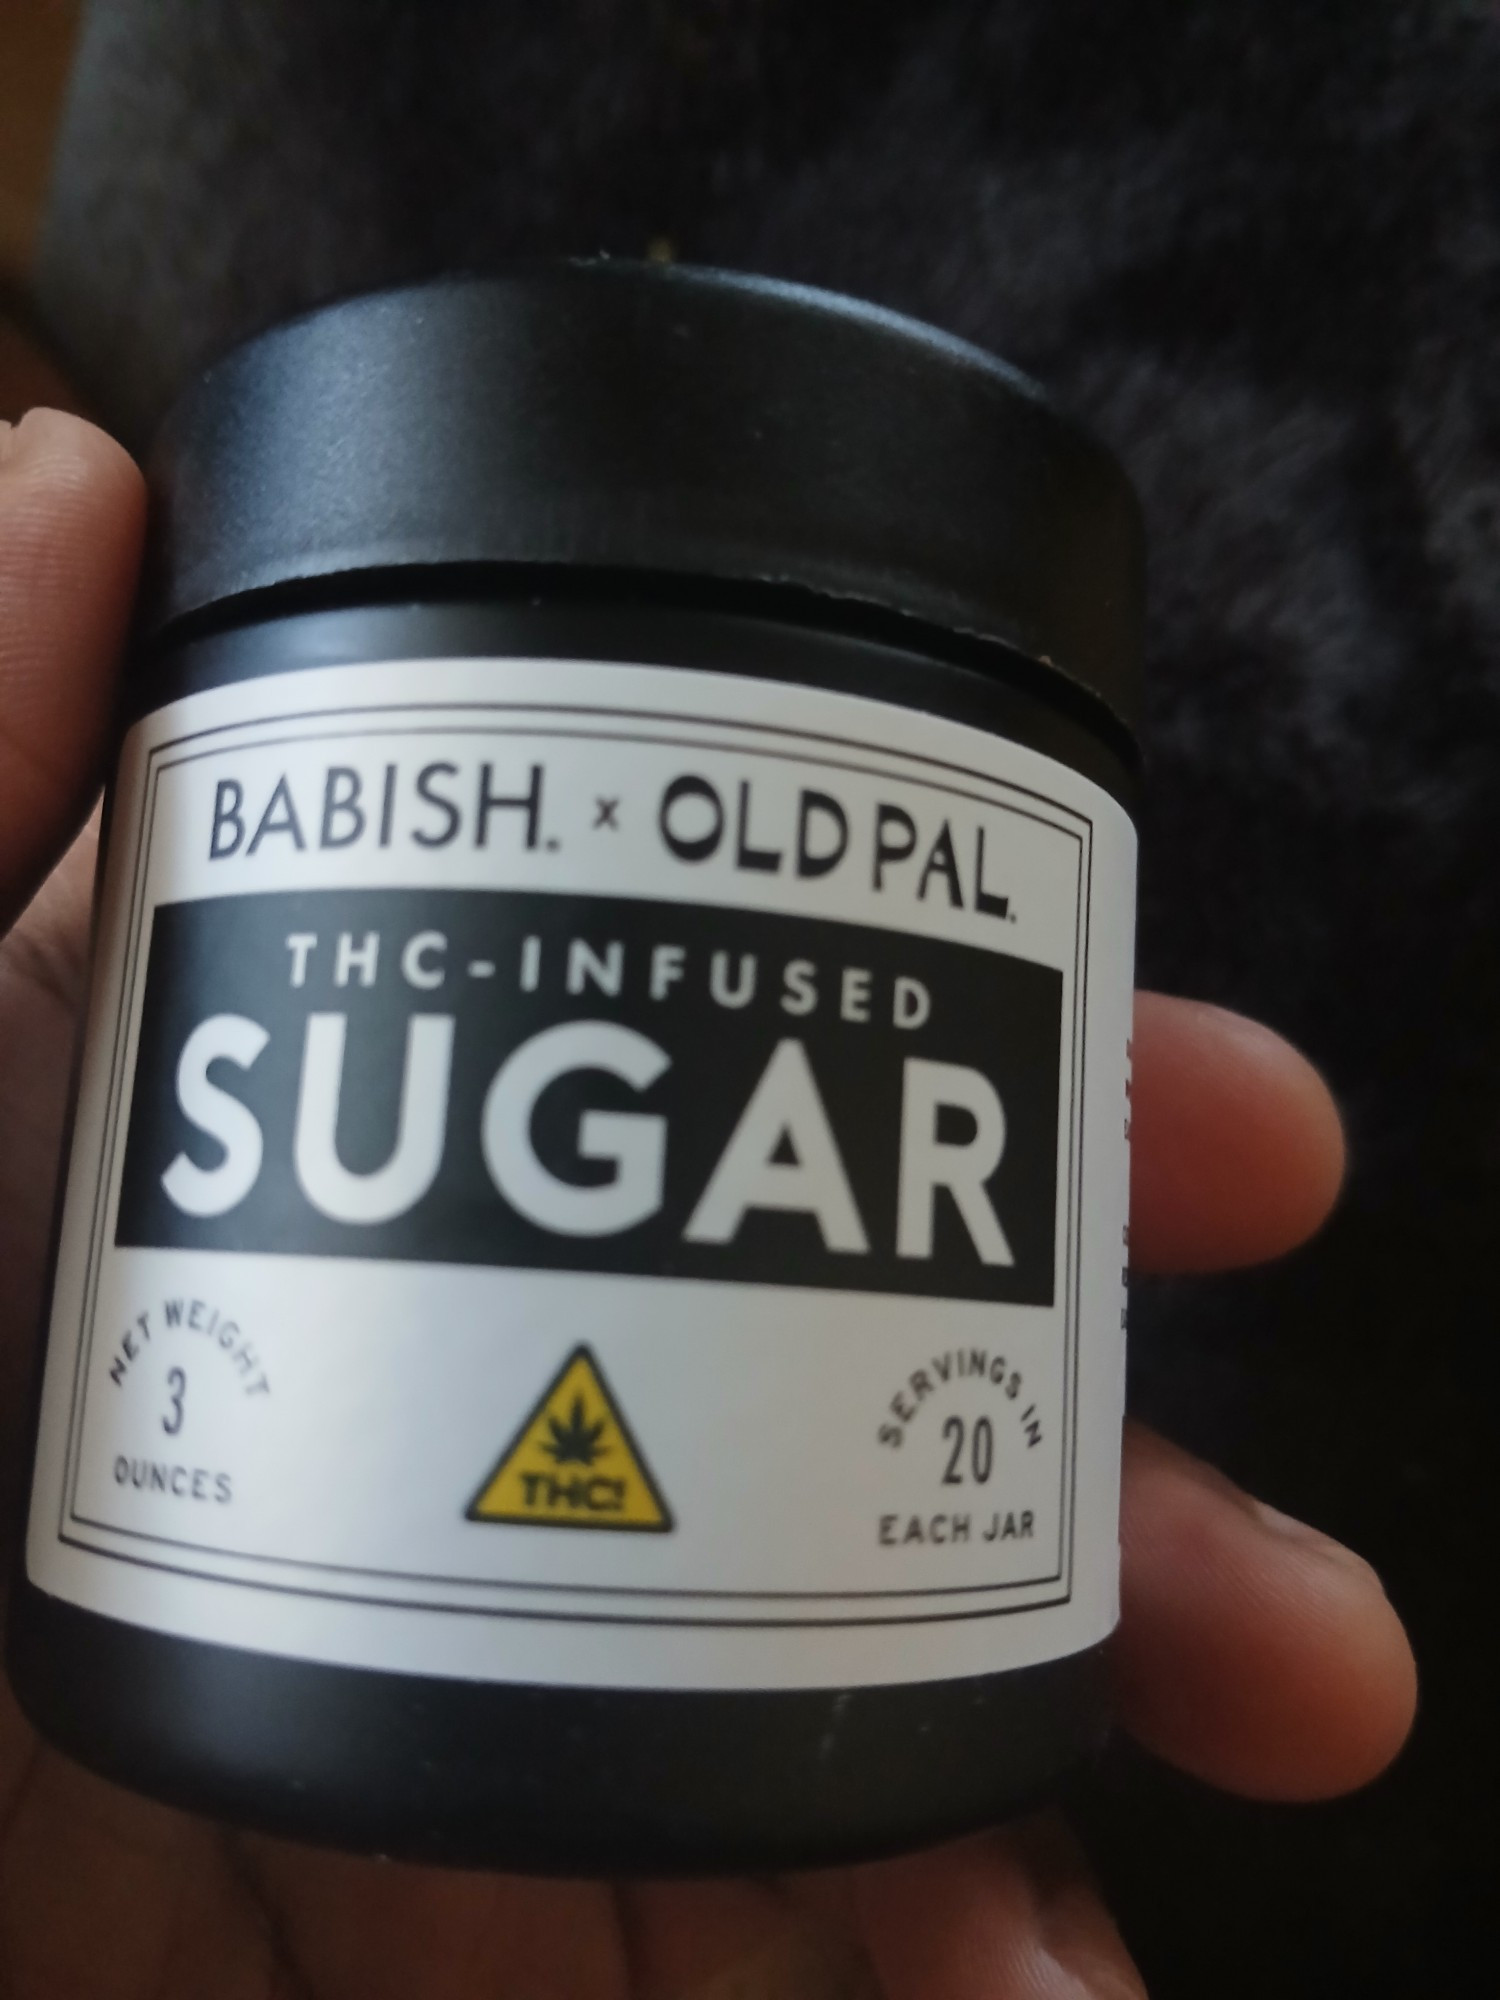 BABISH. x OLD PAL.
THC-INFUSED
SUGAR
NET WEIGHT
3
OUNCES
THC!
SERVINGS IN
20
EACH JAR